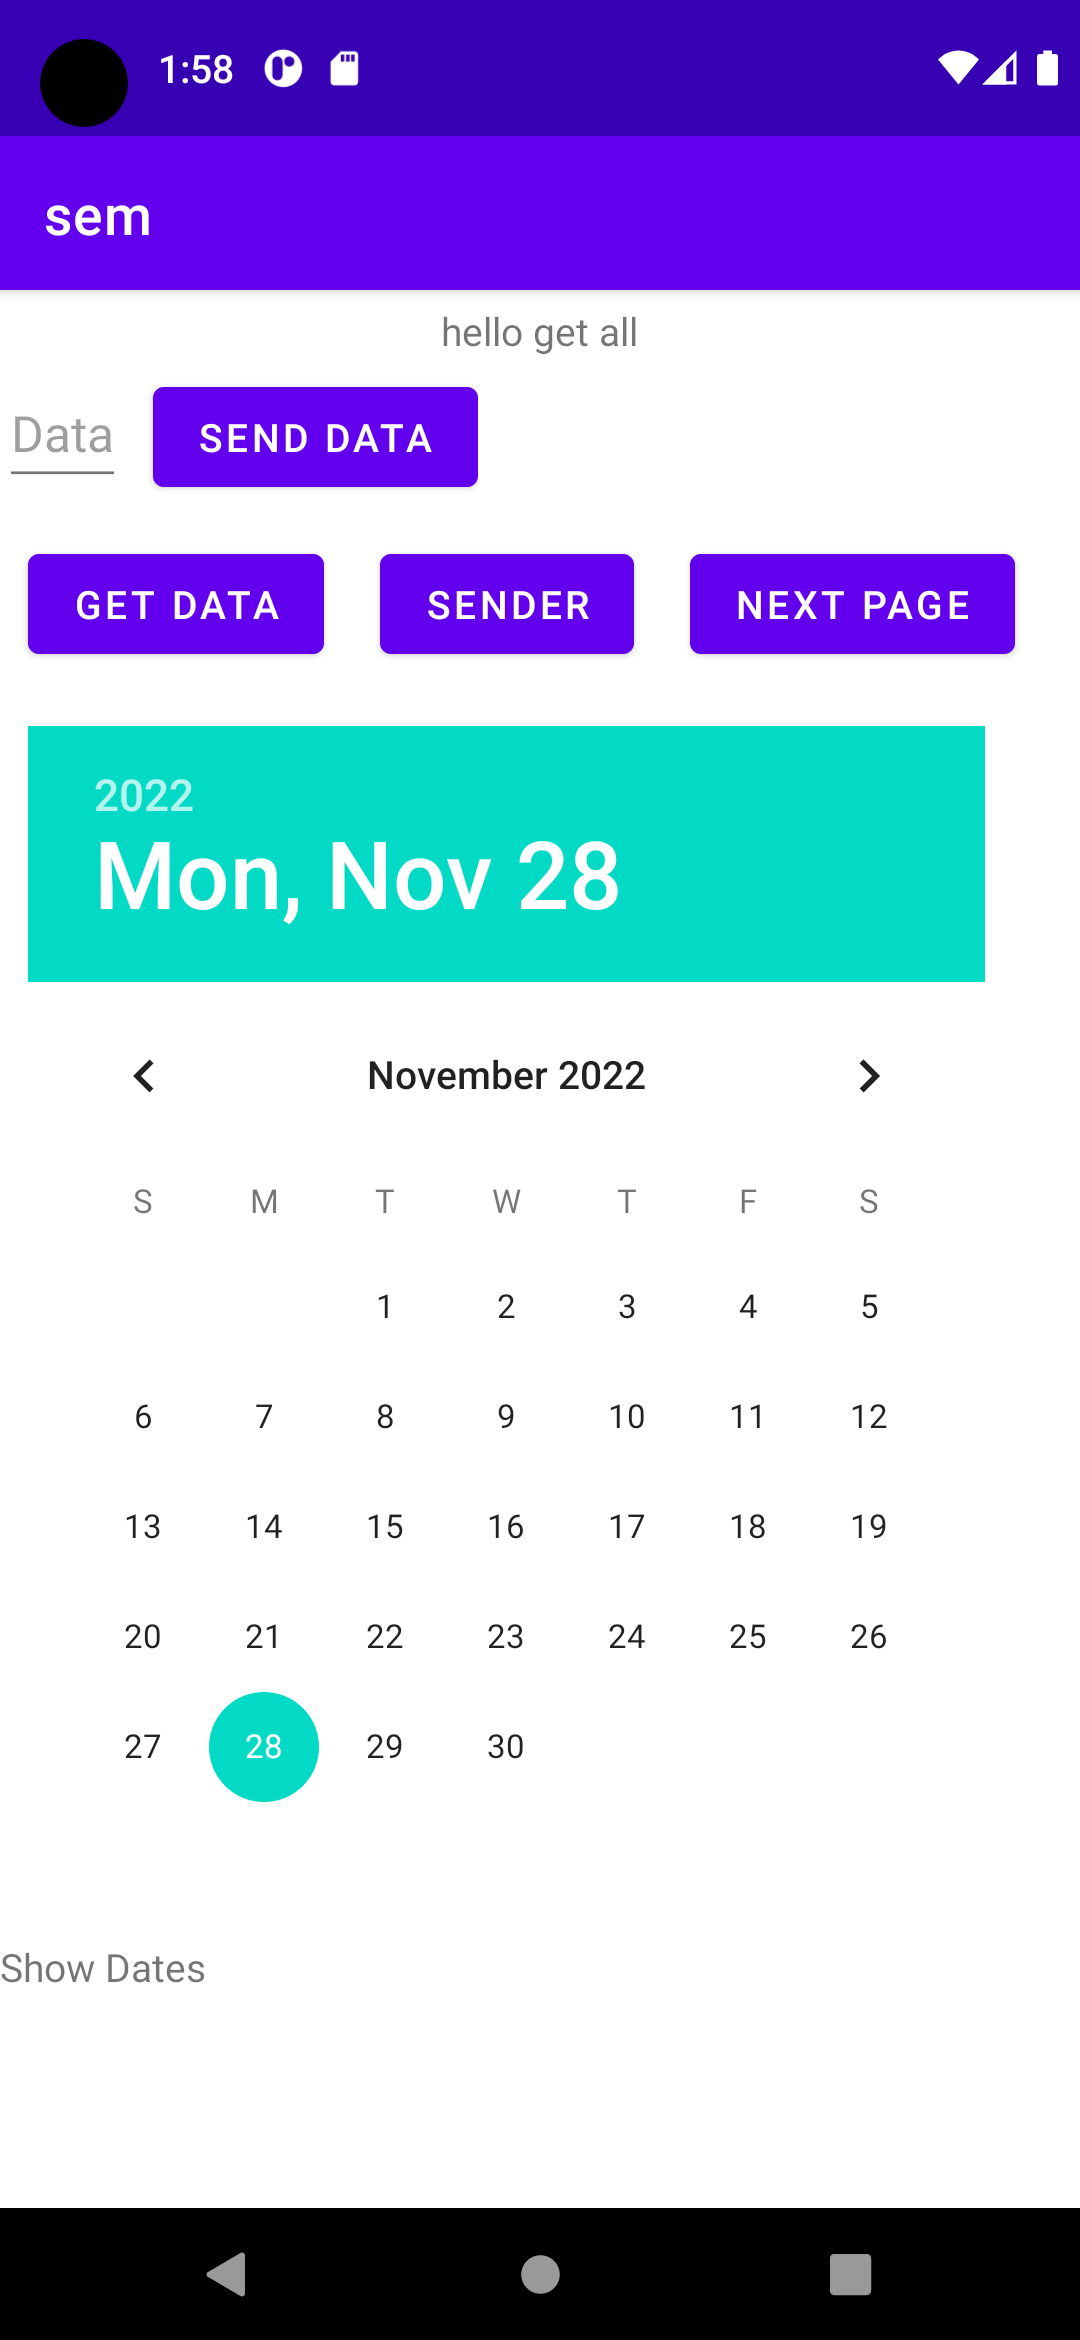 1:58
sem
hello get all
Data SEND DATA
GET DATA SENDER NEXT PAGE
2022
Mon, Nov 28
November 2022
S M T W T F S
1 2 3 4 5
6 7 8 9 10 11 12
13 14 15 16 17 18 19
20 21 22 23 24 25 26
27 28 29 30
Show Dates